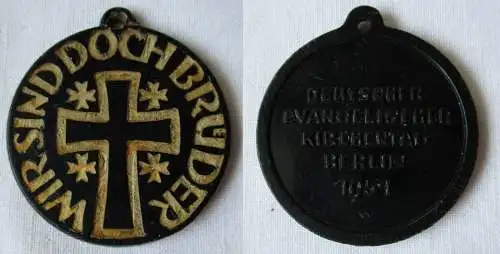 WIR SIND DOCH BRÜDER
DEUTSCHER
EVANGELISCHER
KIRCHENTAG
BERLIN
1951